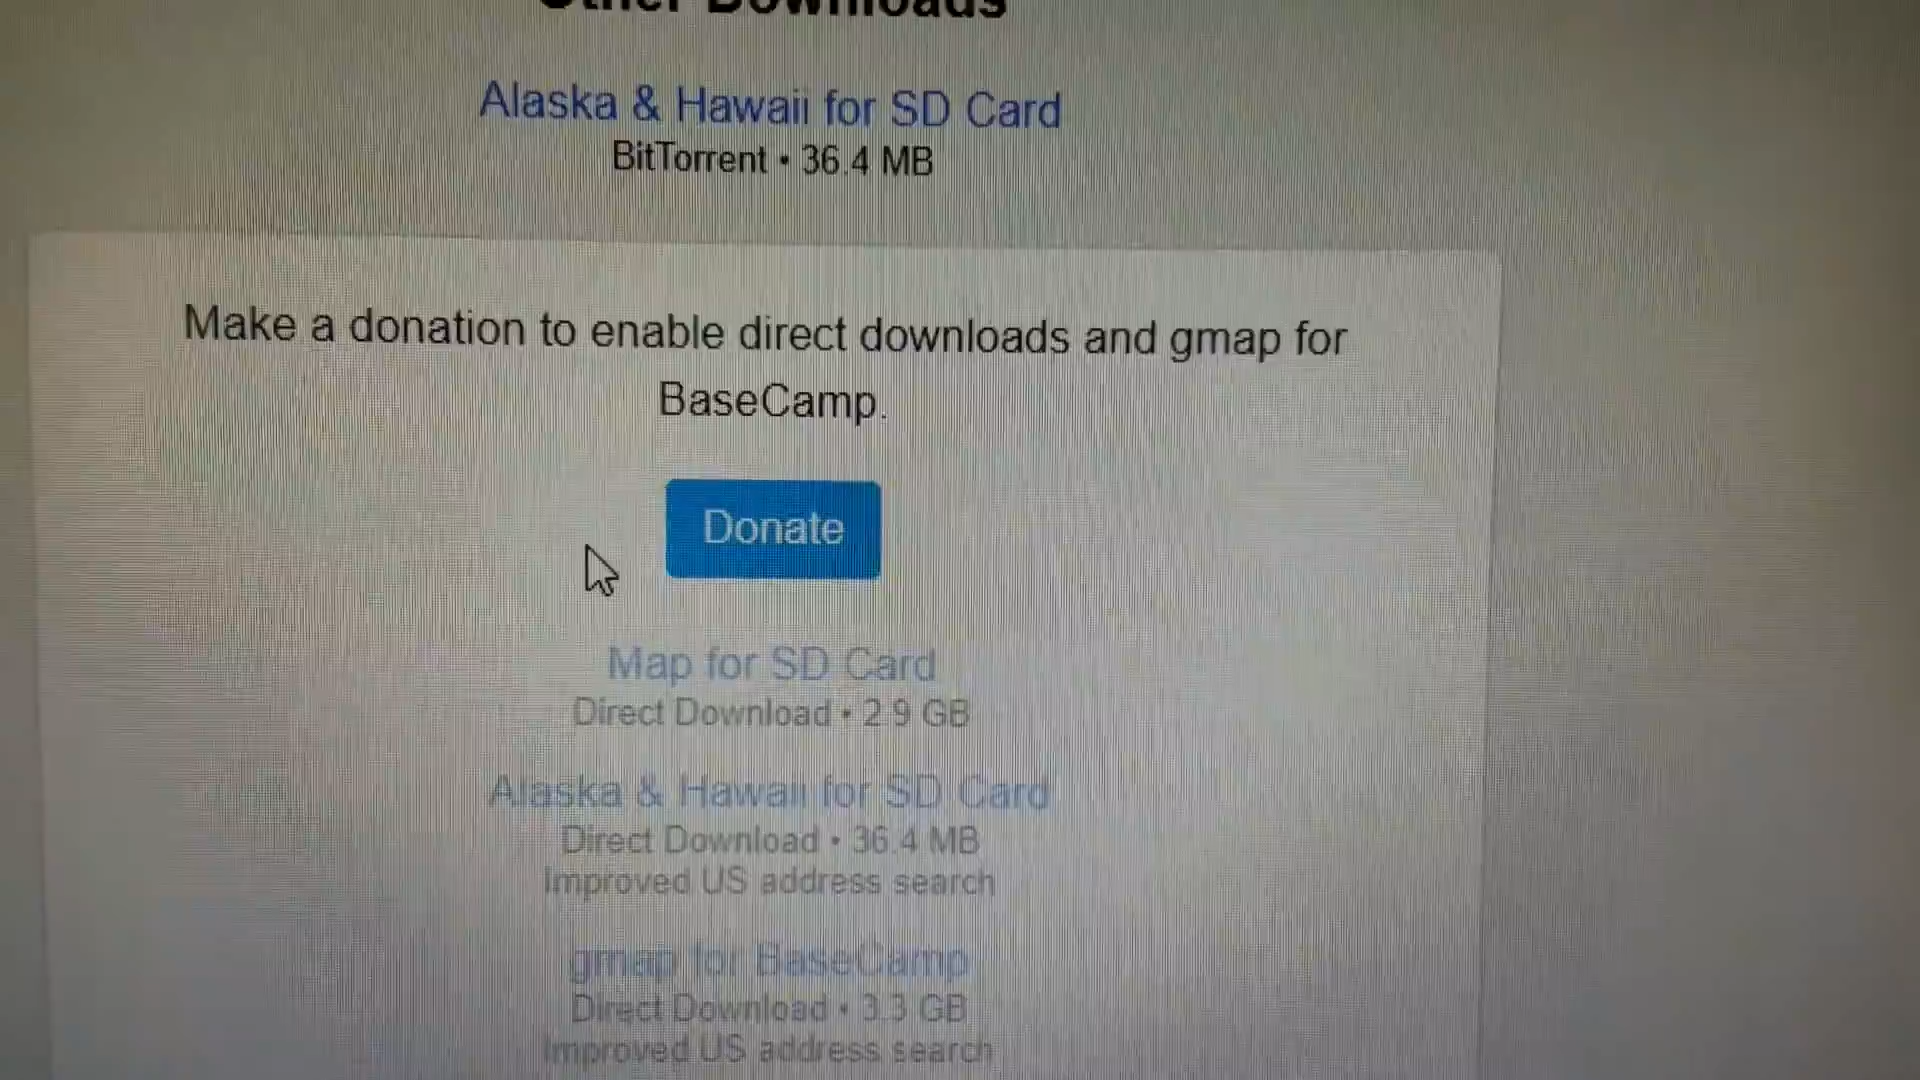 Other Downloads
Alaska & Hawaii for SD Card
BitTorrent • 36.4 MB
Make a donation to enable direct downloads and gmap for
BaseCamp.
Donate
Map for SD Card
Direct Download • 2.9 GB
Alaska & Hawaii for SD Card
Direct Download • 36.4 MB
Improved US address search
gmap for BaseCamp
Direct Download • 3.3 GB
Improved US address search